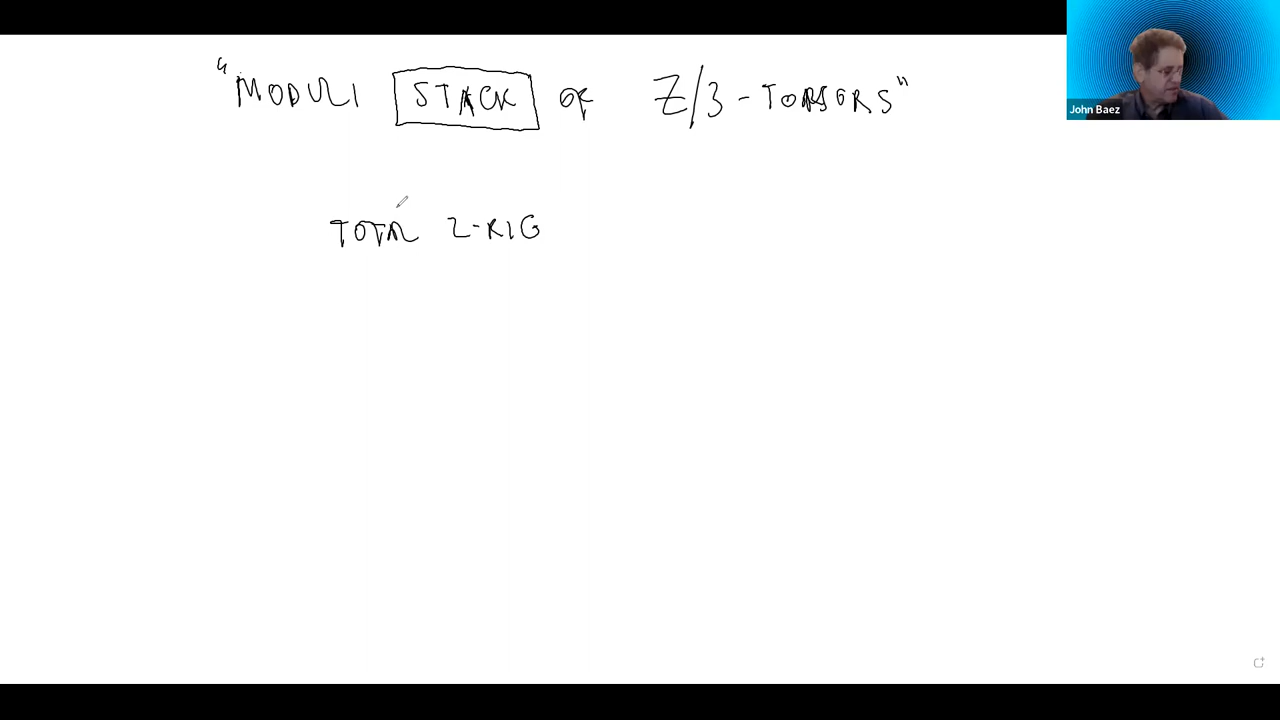 "MODULI STACK OF Z/3-TORSORS"
John Baez
TOTAL 2-RIG